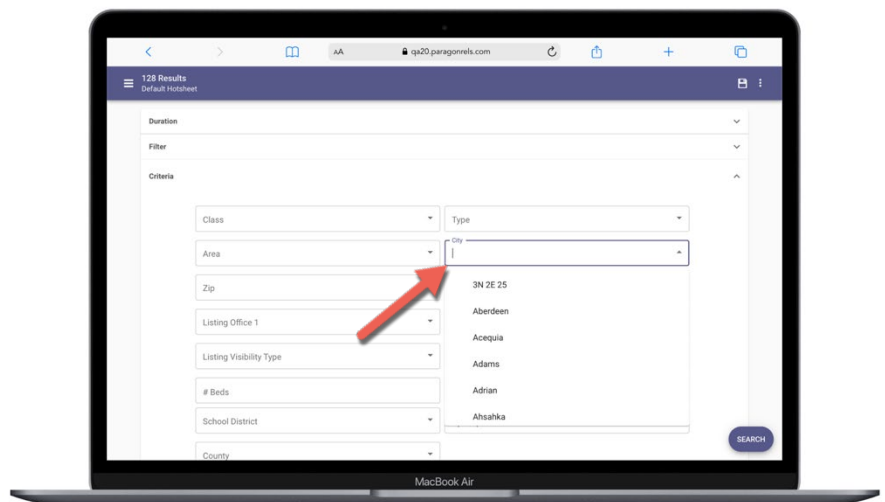 AA
qa20.paragonrels.com
128 Results
Default Hotsheet
Duration
Filter
Criteria
Class
Type
Area
City
Zip
3N 2E 25
Aberdeen
Listing Office 1
Acequia
Listing Visibility Type
Adams
# Beds
Adrian
School District
Ahsahka
SEARCH
County
MacBook Air